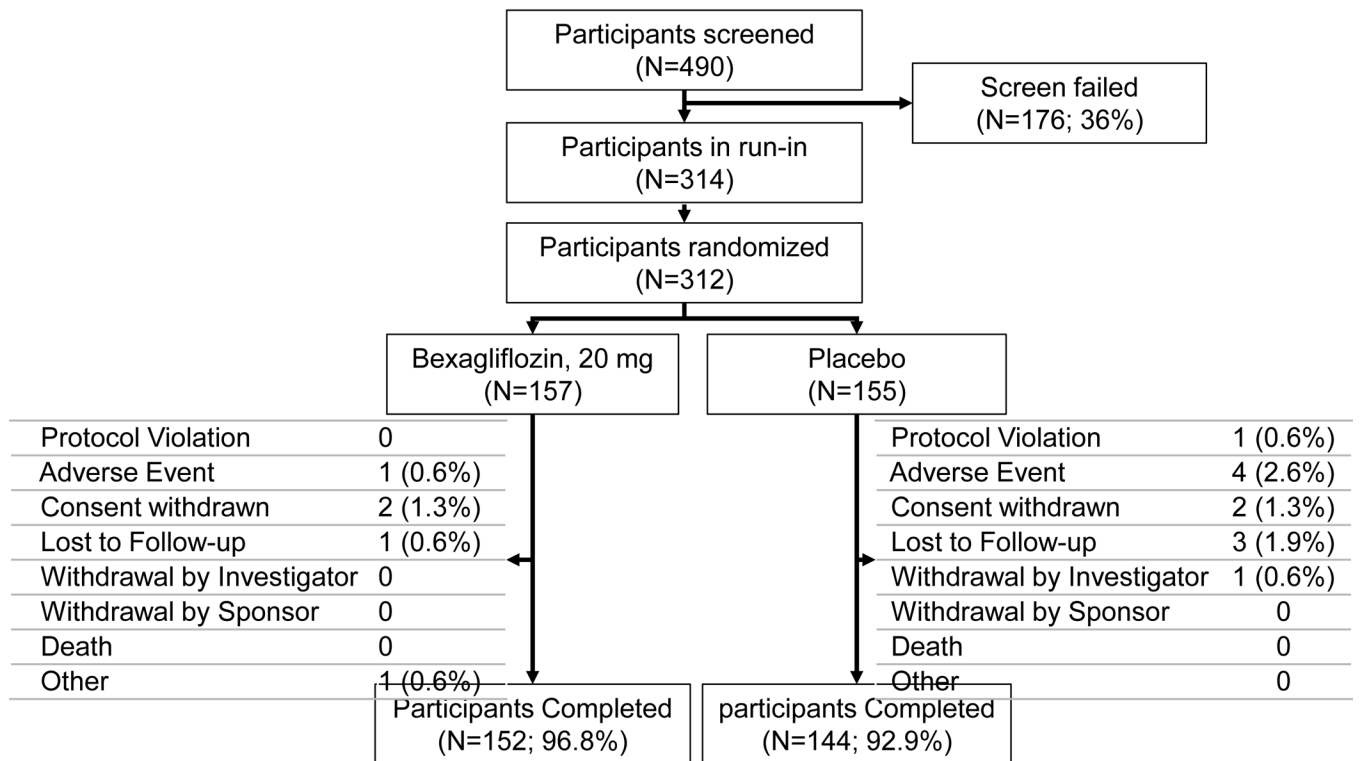 Participants screened
(N=490)
Screen failed
(N=176; 36%)
Participants in run-in
(N=314)
Participants randomized
(N=312)
Bexagliflozin, 20 mg
(N=157)
Placebo
(N=155)
Protocol Violation 0
Adverse Event 1 (0.6%)
Consent withdrawn 2 (1.3%)
Lost to Follow-up 1 (0.6%)
Withdrawal by Investigator 0
Withdrawal by Sponsor 0
Death 0
Other 1 (0.6%)
Protocol Violation 1 (0.6%)
Adverse Event 4 (2.6%)
Consent withdrawn 2 (1.3%)
Lost to Follow-up 3 (1.9%)
Withdrawal by Investigator 1 (0.6%)
Withdrawal by Sponsor 0
Death 0
Other 0
Participants Completed
(N=152; 96.8%)
participants Completed
(N=144; 92.9%)